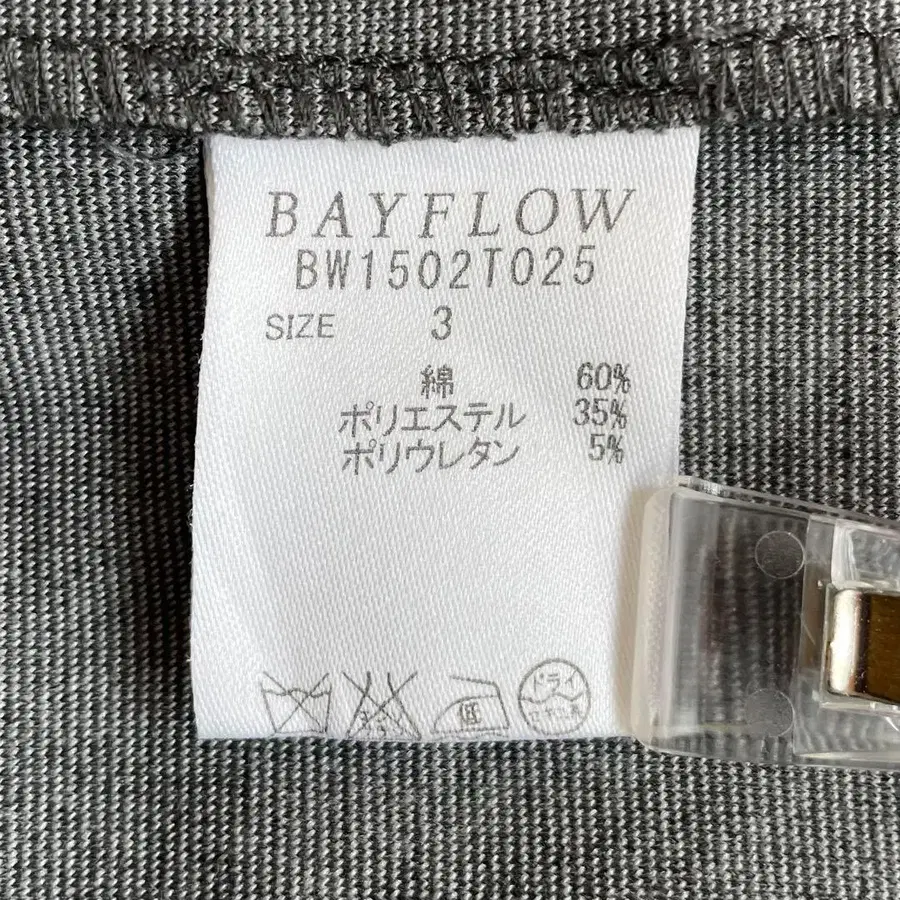 BAYFLOW
BW1502T025
SIZE 3
綿 60%
ポリエステル 35%
ポリウレタン 5%
低
ドライ